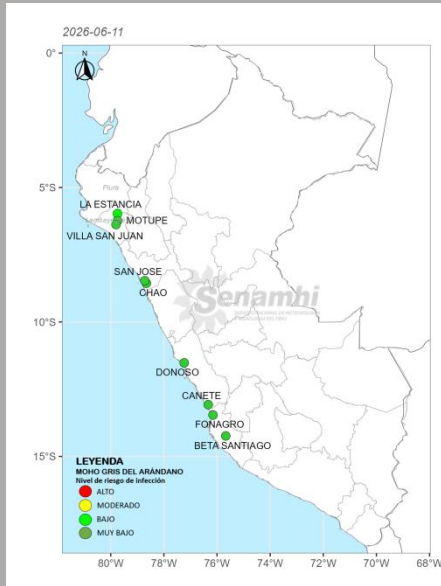 2026-06-11
N
0°
5°S
10°S
15°S
Piura
LA ESTANCIA
MOTUPE
VILLA SAN JUAN
SAN JOSE
CHAO
Senamhi
DONOSO
CANETE
FONAGRO
BETA SANTIAGO
LEYENDA
MOHO GRIS DEL ARÁNDANO
Nivel de riesgo de infección
ALTO
MODERADO
BAJO
MUY BAJO
80°W 78°W 76°W 74°W 72°W 70°W 68°W